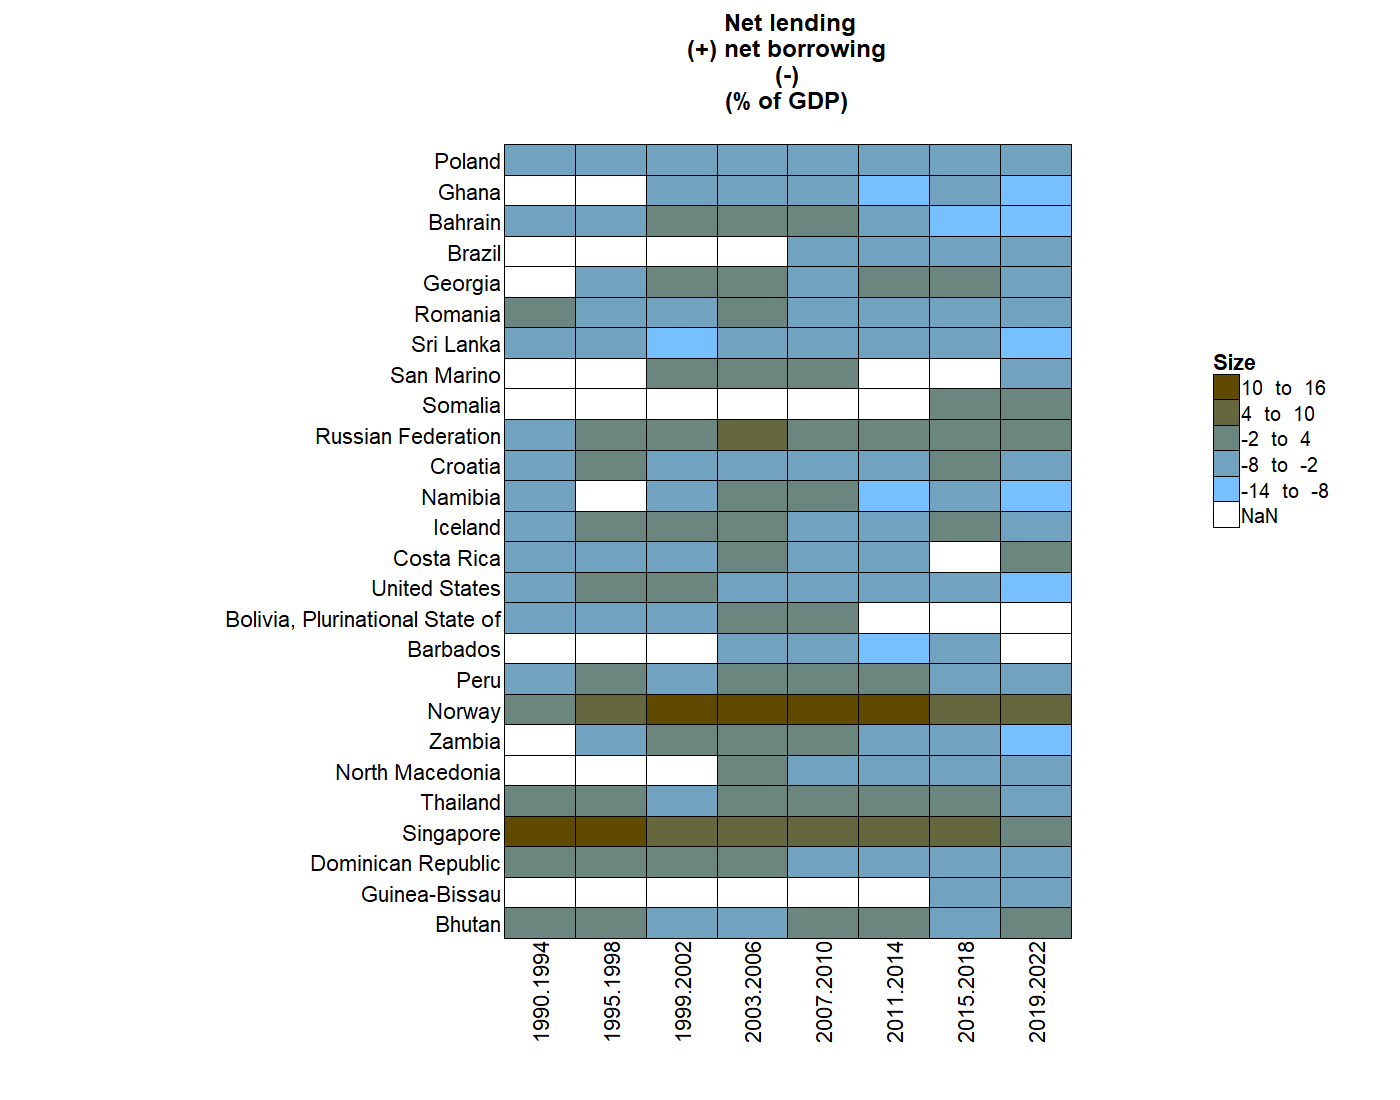 Net lending
(+) net borrowing
(-)
(% of GDP)
Poland
Ghana
Bahrain
Brazil
Georgia
Romania
Sri Lanka
San Marino
Somalia
Russian Federation
Croatia
Namibia
Iceland
Costa Rica
United States
Bolivia, Plurinational State of
Barbados
Peru
Norway
Zambia
North Macedonia
Thailand
Singapore
Dominican Republic
Guinea-Bissau
Bhutan
1990.1994
1995.1998
1999.2002
2003.2006
2007.2010
2011.2014
2015.2018
2019.2022
Size
10 to 16
4 to 10
-2 to 4
-8 to -2
-14 to -8
NaN